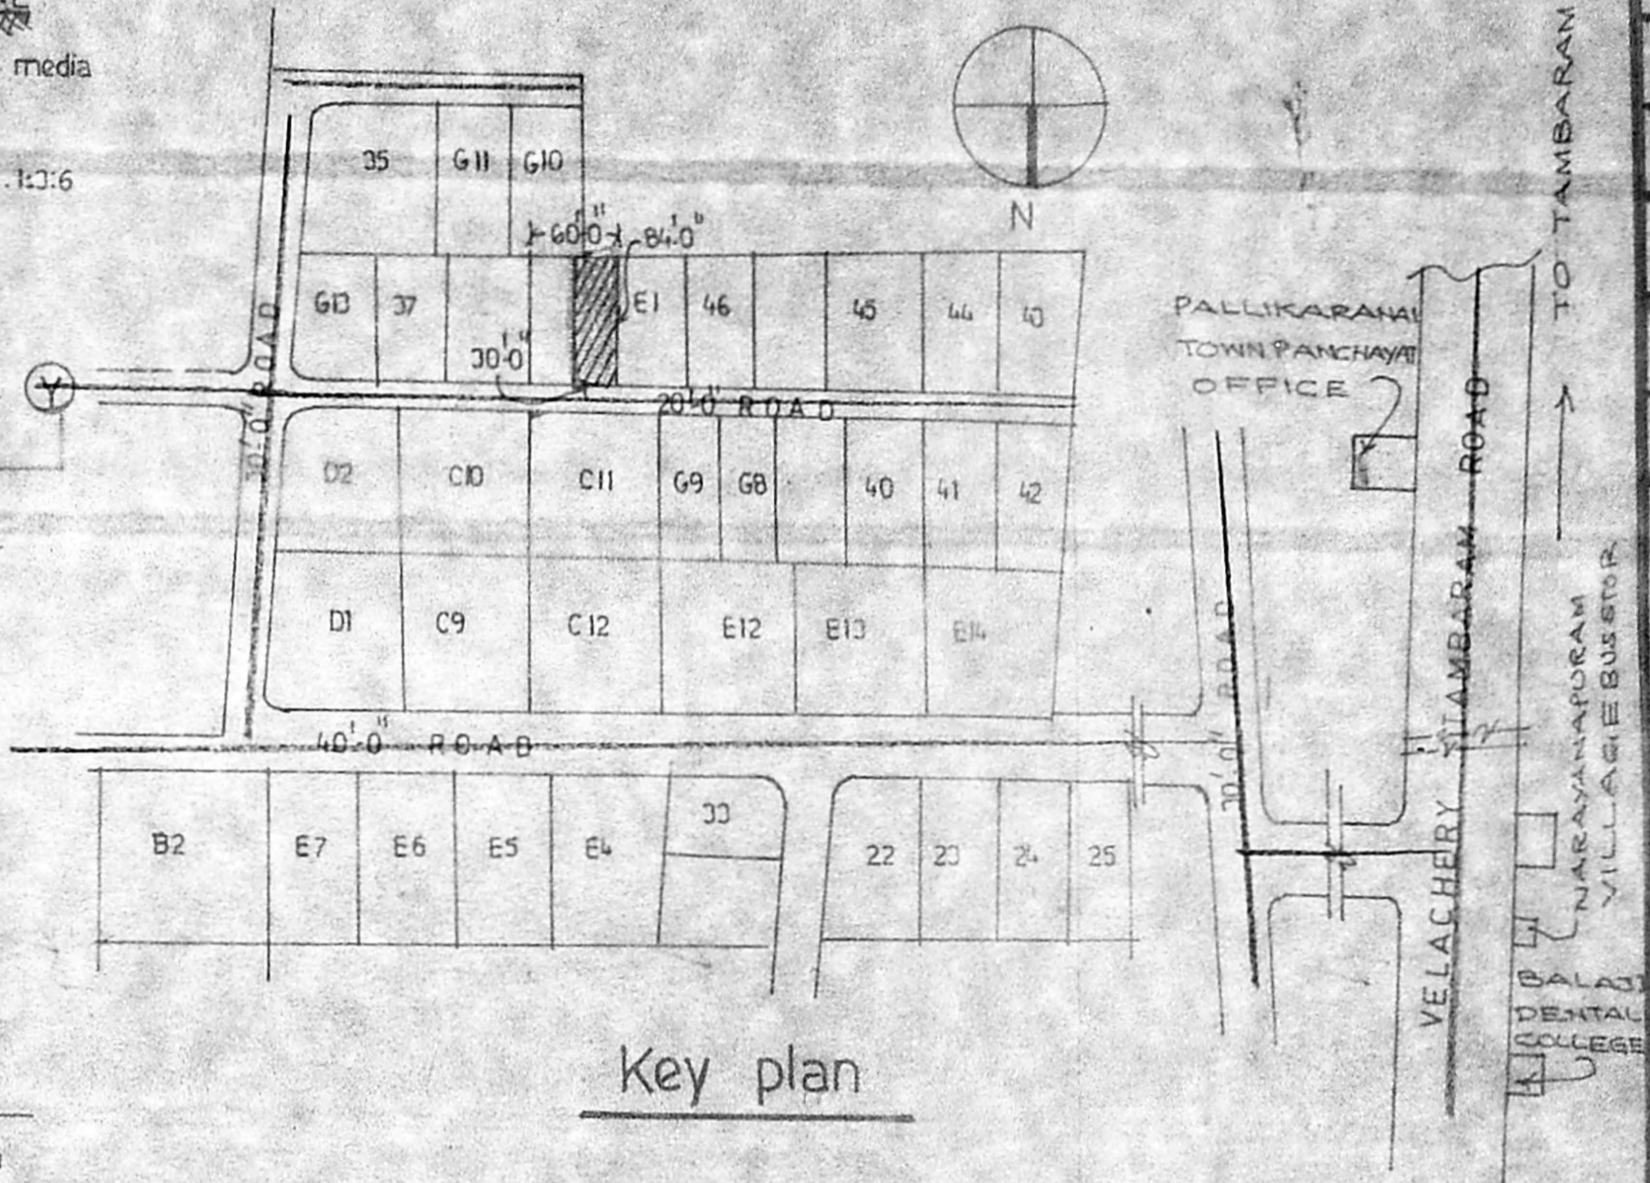 media
1:3:6
N
35 G11 G10
60'-0" 84'-0"
G13 37 E1 46 45 44 43
30'-0"
Y
20'-0" ROAD
30'-0" ROAD
D2 C10 C11 G9 G8 40 41 42
D1 C9 C12 E12 E13 E14
40'-0" ROAD
B2 E7 E6 E5 E4 33 22 23 24 25
30'-0" ROAD
PALLIKARANAI
TOWN PANCHAYAT
OFFICE
VELACHERY TAMBARAM ROAD
TO TAMBARAM
NARAYANAPURAM
VILLAGE BUS STOP
BALAJI
DENTAL
COLLEGE
Key plan